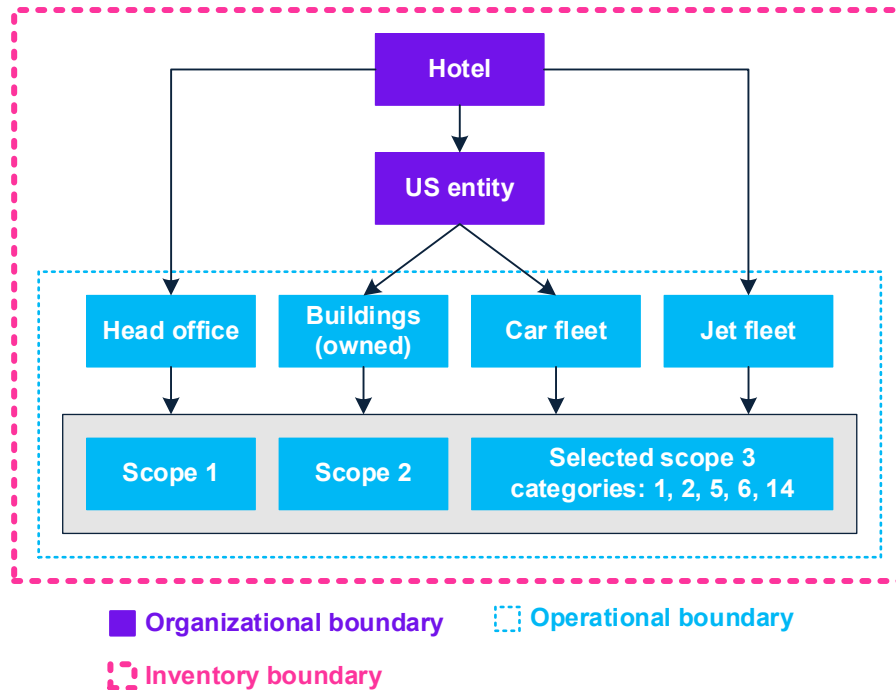 Hotel
US entity
Head office
Buildings
(owned)
Car fleet
Jet fleet
Scope 1
Scope 2
Selected scope 3
categories: 1, 2, 5, 6, 14
Organizational boundary
Operational boundary
Inventory boundary